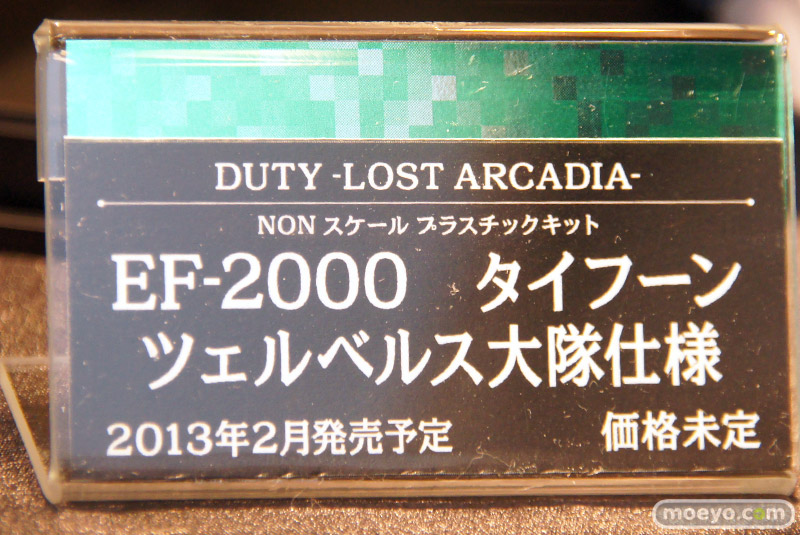 DUTY -LOST ARCADIA-
NON スケール プラスチックキット
EF-2000 タイフーン
ツェルベルス大隊仕様
2013年2月発売予定 価格未定
moeyo.com